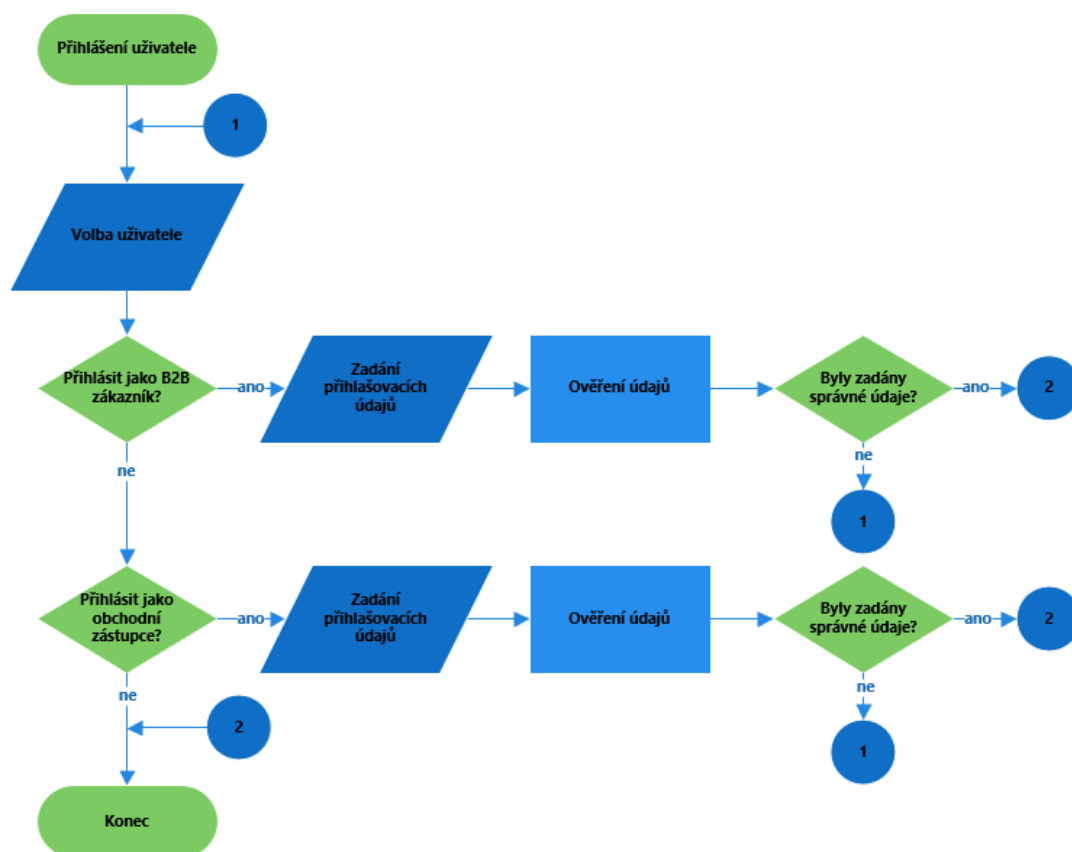 Přihlášení uživatele
1
Volba uživatele
Přihlásit jako B2B
zákazník?
ano
Zadání
přihlašovacích
údajů
Ověření údajů
Byly zadány
správné údaje?
ano
2
ne
ne
1
Přihlásit jako
obchodní
zástupce?
ano
Zadání
přihlašovacích
údajů
Ověření údajů
Byly zadány
správné údaje?
ano
2
ne
ne
2
1
Konec